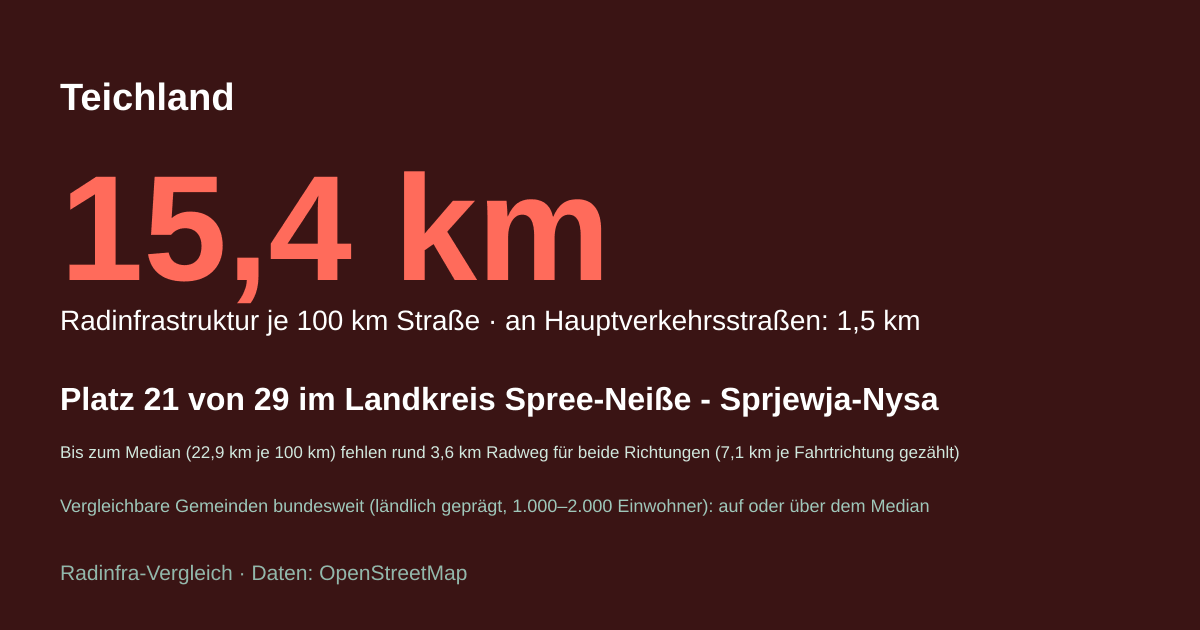 Teichland
15,4 km
Radinfrastruktur je 100 km Straße · an Hauptverkehrsstraßen: 1,5 km
Platz 21 von 29 im Landkreis Spree-Neiße - Sprjewja-Nysa
Bis zum Median (22,9 km je 100 km) fehlen rund 3,6 km Radweg für beide Richtungen (7,1 km je Fahrtrichtung gezählt)
Vergleichbare Gemeinden bundesweit (ländlich geprägt, 1.000–2.000 Einwohner): auf oder über dem Median
Radinfra-Vergleich · Daten: OpenStreetMap